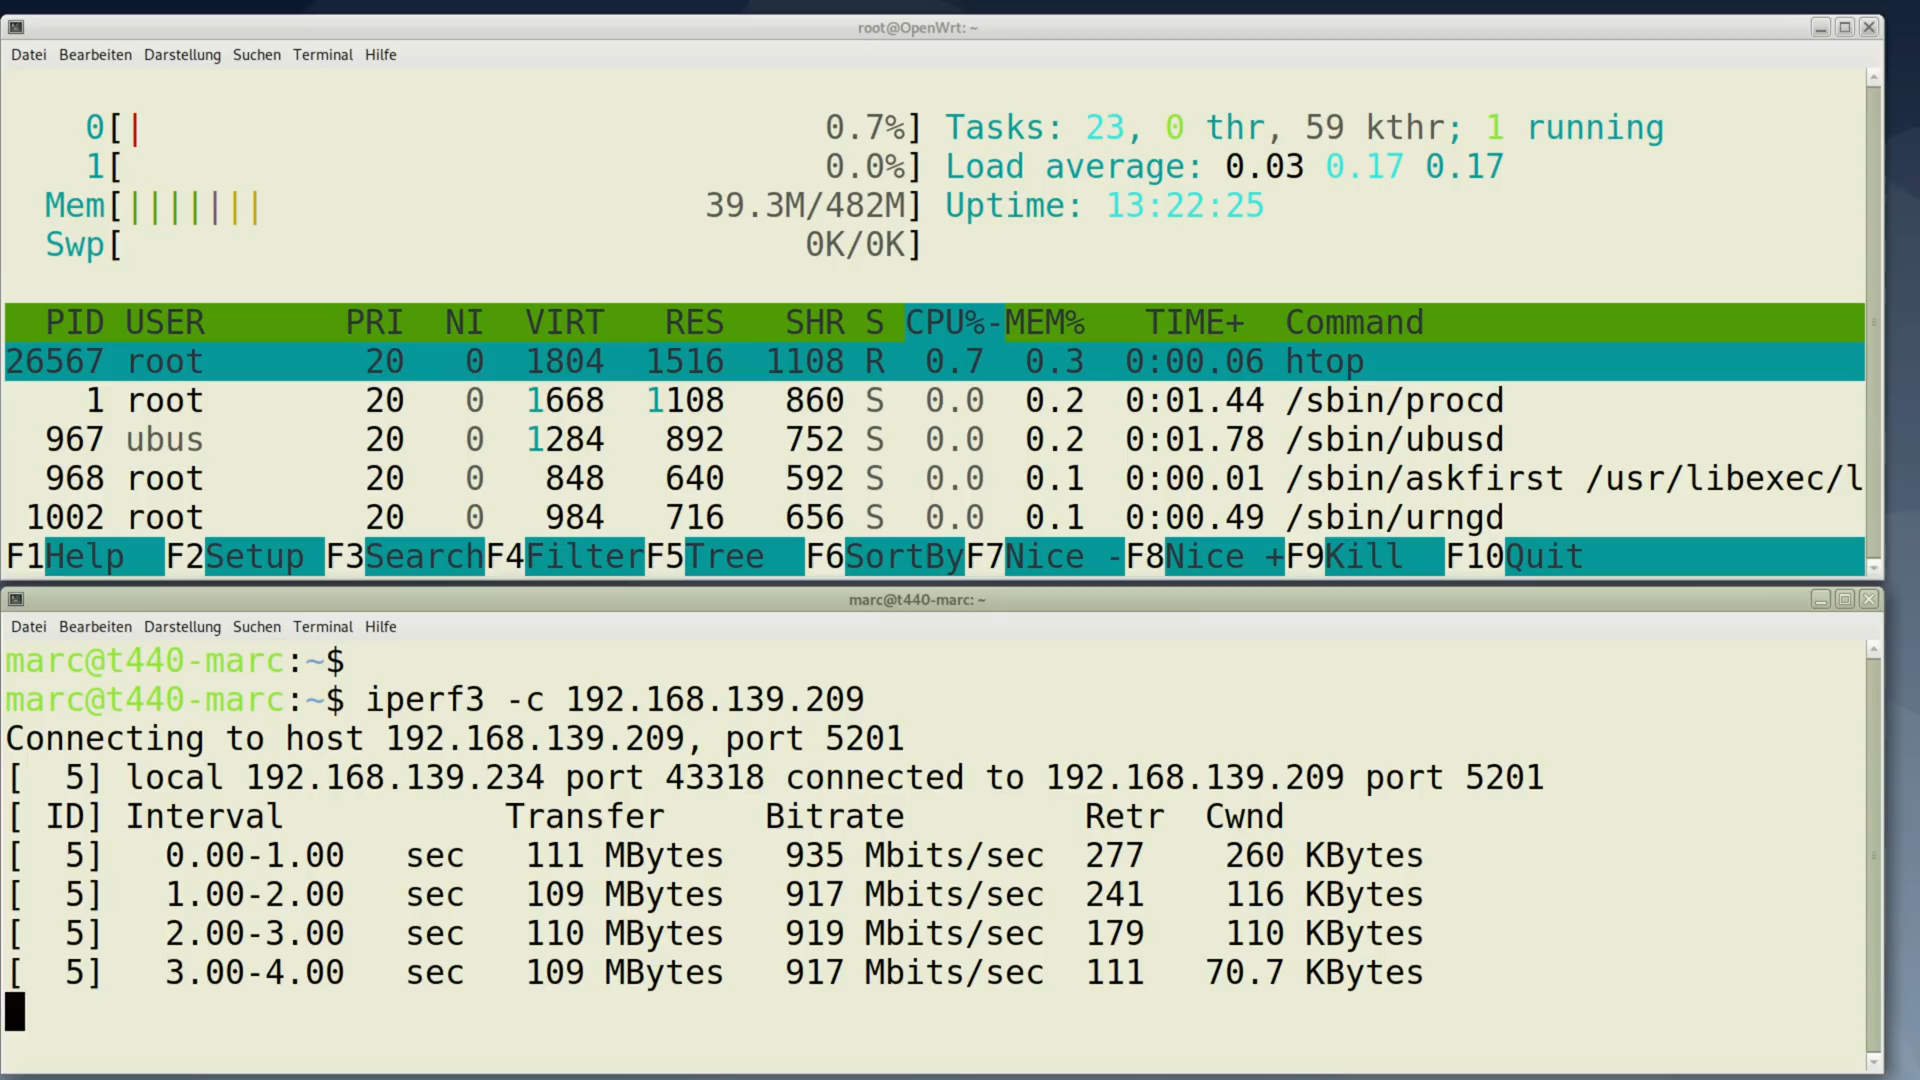 root@OpenWrt: ~
Datei Bearbeiten Darstellung Suchen Terminal Hilfe
0[| 0.7%] Tasks: 23, 0 thr, 59 kthr; 1 running
1[ 0.0%] Load average: 0.03 0.17 0.17
Mem[||||||| 39.3M/482M] Uptime: 13:22:25
Swp[ 0K/0K]
PID USER PRI NI VIRT RES SHR S CPU%-MEM% TIME+ Command
26567 root 20 0 1804 1516 1108 R 0.7 0.3 0:00.06 htop
1 root 20 0 1668 1108 860 S 0.0 0.2 0:01.44 /sbin/procd
967 ubus 20 0 1284 892 752 S 0.0 0.2 0:01.78 /sbin/ubusd
968 root 20 0 848 640 592 S 0.0 0.1 0:00.01 /sbin/askfirst /usr/libexec/l
1002 root 20 0 984 716 656 S 0.0 0.1 0:00.49 /sbin/urngd
F1Help F2Setup F3SearchF4FilterF5Tree F6SortByF7Nice -F8Nice +F9Kill F10Quit
marc@t440-marc: ~
Datei Bearbeiten Darstellung Suchen Terminal Hilfe
marc@t440-marc:~$
marc@t440-marc:~$ iperf3 -c 192.168.139.209
Connecting to host 192.168.139.209, port 5201
[ 5] local 192.168.139.234 port 43318 connected to 192.168.139.209 port 5201
[ ID] Interval Transfer Bitrate Retr Cwnd
[ 5] 0.00-1.00 sec 111 MBytes 935 Mbits/sec 277 260 KBytes
[ 5] 1.00-2.00 sec 109 MBytes 917 Mbits/sec 241 116 KBytes
[ 5] 2.00-3.00 sec 110 MBytes 919 Mbits/sec 179 110 KBytes
[ 5] 3.00-4.00 sec 109 MBytes 917 Mbits/sec 111 70.7 KBytes